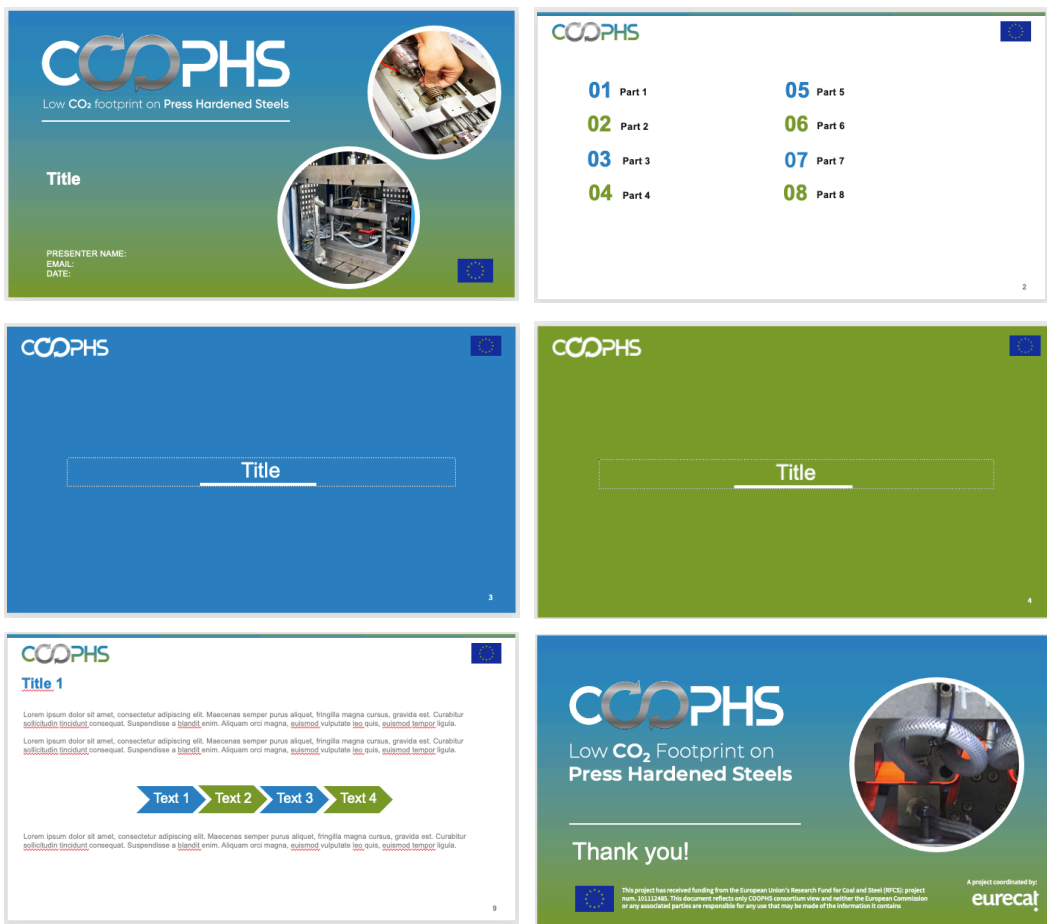 COOPHS
Low CO₂ footprint on Press Hardened Steels
Title
PRESENTER NAME:
EMAIL:
DATE:
COOPHS
01 Part 1
02 Part 2
03 Part 3
04 Part 4
05 Part 5
06 Part 6
07 Part 7
08 Part 8
2
COOPHS
Title
3
COOPHS
Title
4
COOPHS
Title 1
Lorem ipsum dolor sit amet, consectetur adipiscing elit. Maecenas semper purus aliquet, fringilla magna cursus, gravida est. Curabitur
sollicitudin tincidunt consequat. Suspendisse a blandit enim. Aliquam orci magna, euismod vulputate leo quis, euismod tempor ligula.
Lorem ipsum dolor sit amet, consectetur adipiscing elit. Maecenas semper purus aliquet, fringilla magna cursus, gravida est. Curabitur
sollicitudin tincidunt consequat. Suspendisse a blandit enim. Aliquam orci magna, euismod vulputate leo quis, euismod tempor ligula.
Text 1 Text 2 Text 3 Text 4
Lorem ipsum dolor sit amet, consectetur adipiscing elit. Maecenas semper purus aliquet, fringilla magna cursus, gravida est. Curabitur
sollicitudin tincidunt consequat. Suspendisse a blandit enim. Aliquam orci magna, euismod vulputate leo quis, euismod tempor ligula.
9
COOPHS
Low CO₂ Footprint on
Press Hardened Steels
Thank you!
This project has received funding from the European Union's Research Fund for Coal and Steel (RFCS): project
num. 101112485. This document reflects only COOPHS consortium view and neither the European Commission
or any associated parties are responsible for any use that may be made of the information it contains
A project coordinated by:
eurecat